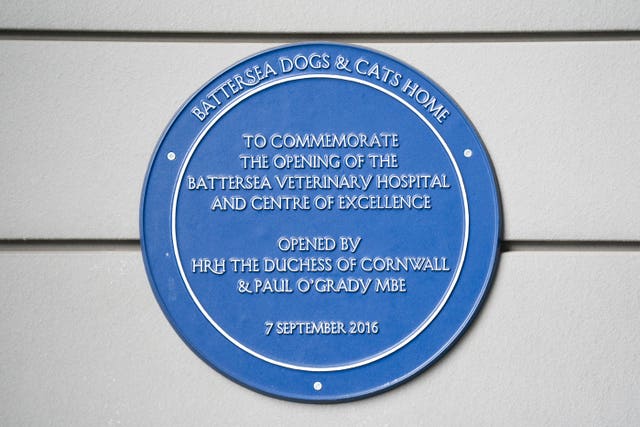 BATTERSEA DOGS & CATS HOME
TO COMMEMORATE
THE OPENING OF THE
BATTERSEA VETERINARY HOSPITAL
AND CENTRE OF EXCELLENCE
OPENED BY
HRH THE DUCHESS OF CORNWALL
& PAUL O'GRADY MBE
7 SEPTEMBER 2016